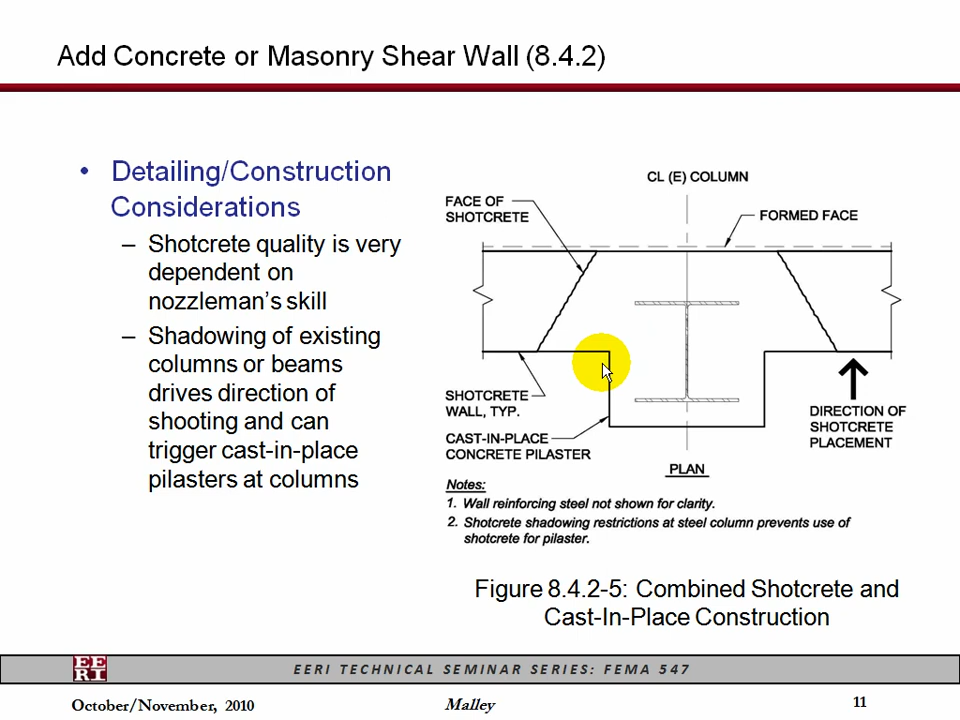 Add Concrete or Masonry Shear Wall (8.4.2)
• Detailing/Construction
Considerations
– Shotcrete quality is very
dependent on
nozzleman's skill
– Shadowing of existing
columns or beams
drives direction of
shooting and can
trigger cast-in-place
pilasters at columns
CL (E) COLUMN
FACE OF
SHOTCRETE
FORMED FACE
SHOTCRETE
WALL, TYP.
CAST-IN-PLACE
CONCRETE PILASTER
DIRECTION OF
SHOTCRETE
PLACEMENT
PLAN
Notes:
1. Wall reinforcing steel not shown for clarity.
2. Shotcrete shadowing restrictions at steel column prevents use of
shotcrete for pilaster.
Figure 8.4.2-5: Combined Shotcrete and
Cast-In-Place Construction
EERI
EERI TECHNICAL SEMINAR SERIES: FEMA 547
October/November, 2010
Malley
11